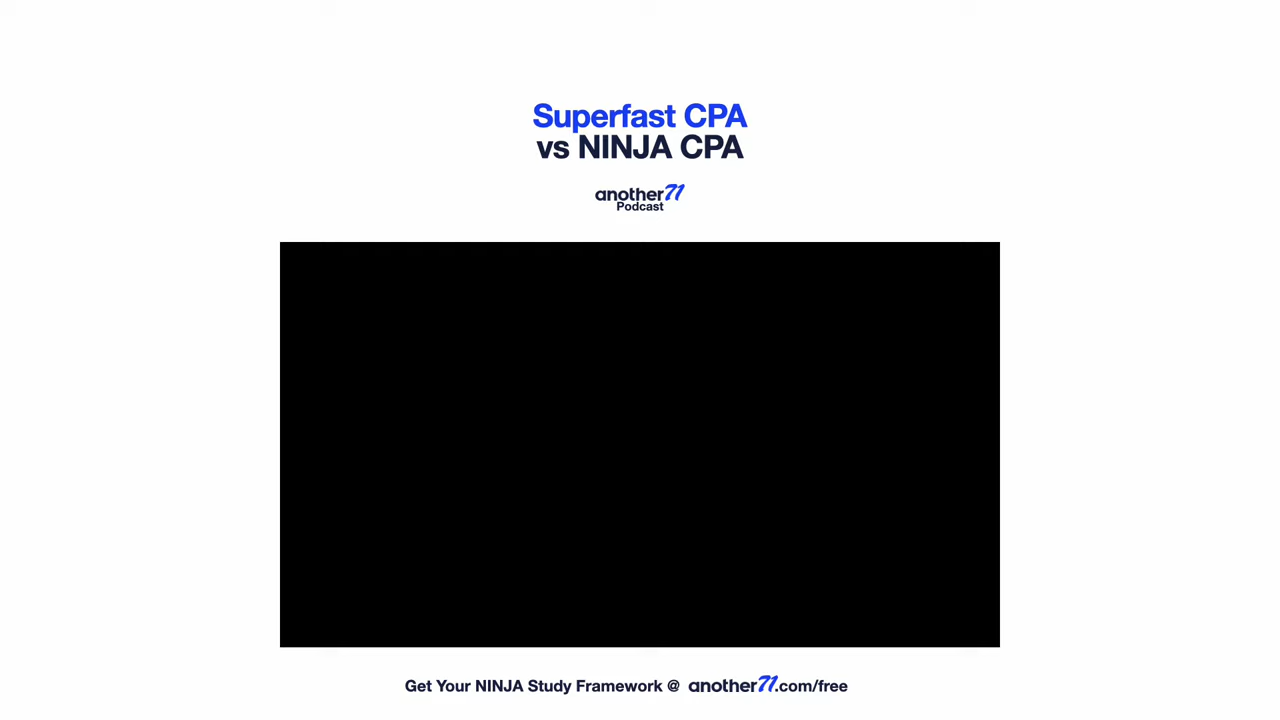 Superfast CPA
vs NINJA CPA
another71
Podcast
Get Your NINJA Study Framework @ another71.com/free